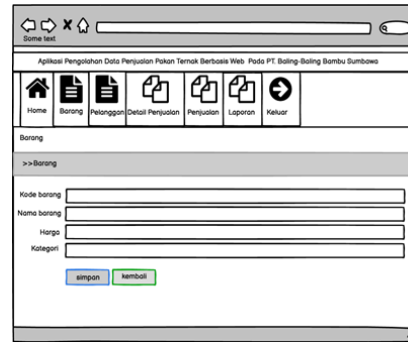 Some text
Aplikasi Pengolahan Data Penjualan Pakan Ternak Berbasis Web Pada PT. Baling-Baling Bambu Sumbawa
Home Barang Pelanggan Detail Penjualan Penjualan Laporan Keluar
Barang
>>Barang
Kode barang
Nama barang
Harga
Kategori
simpan kembali